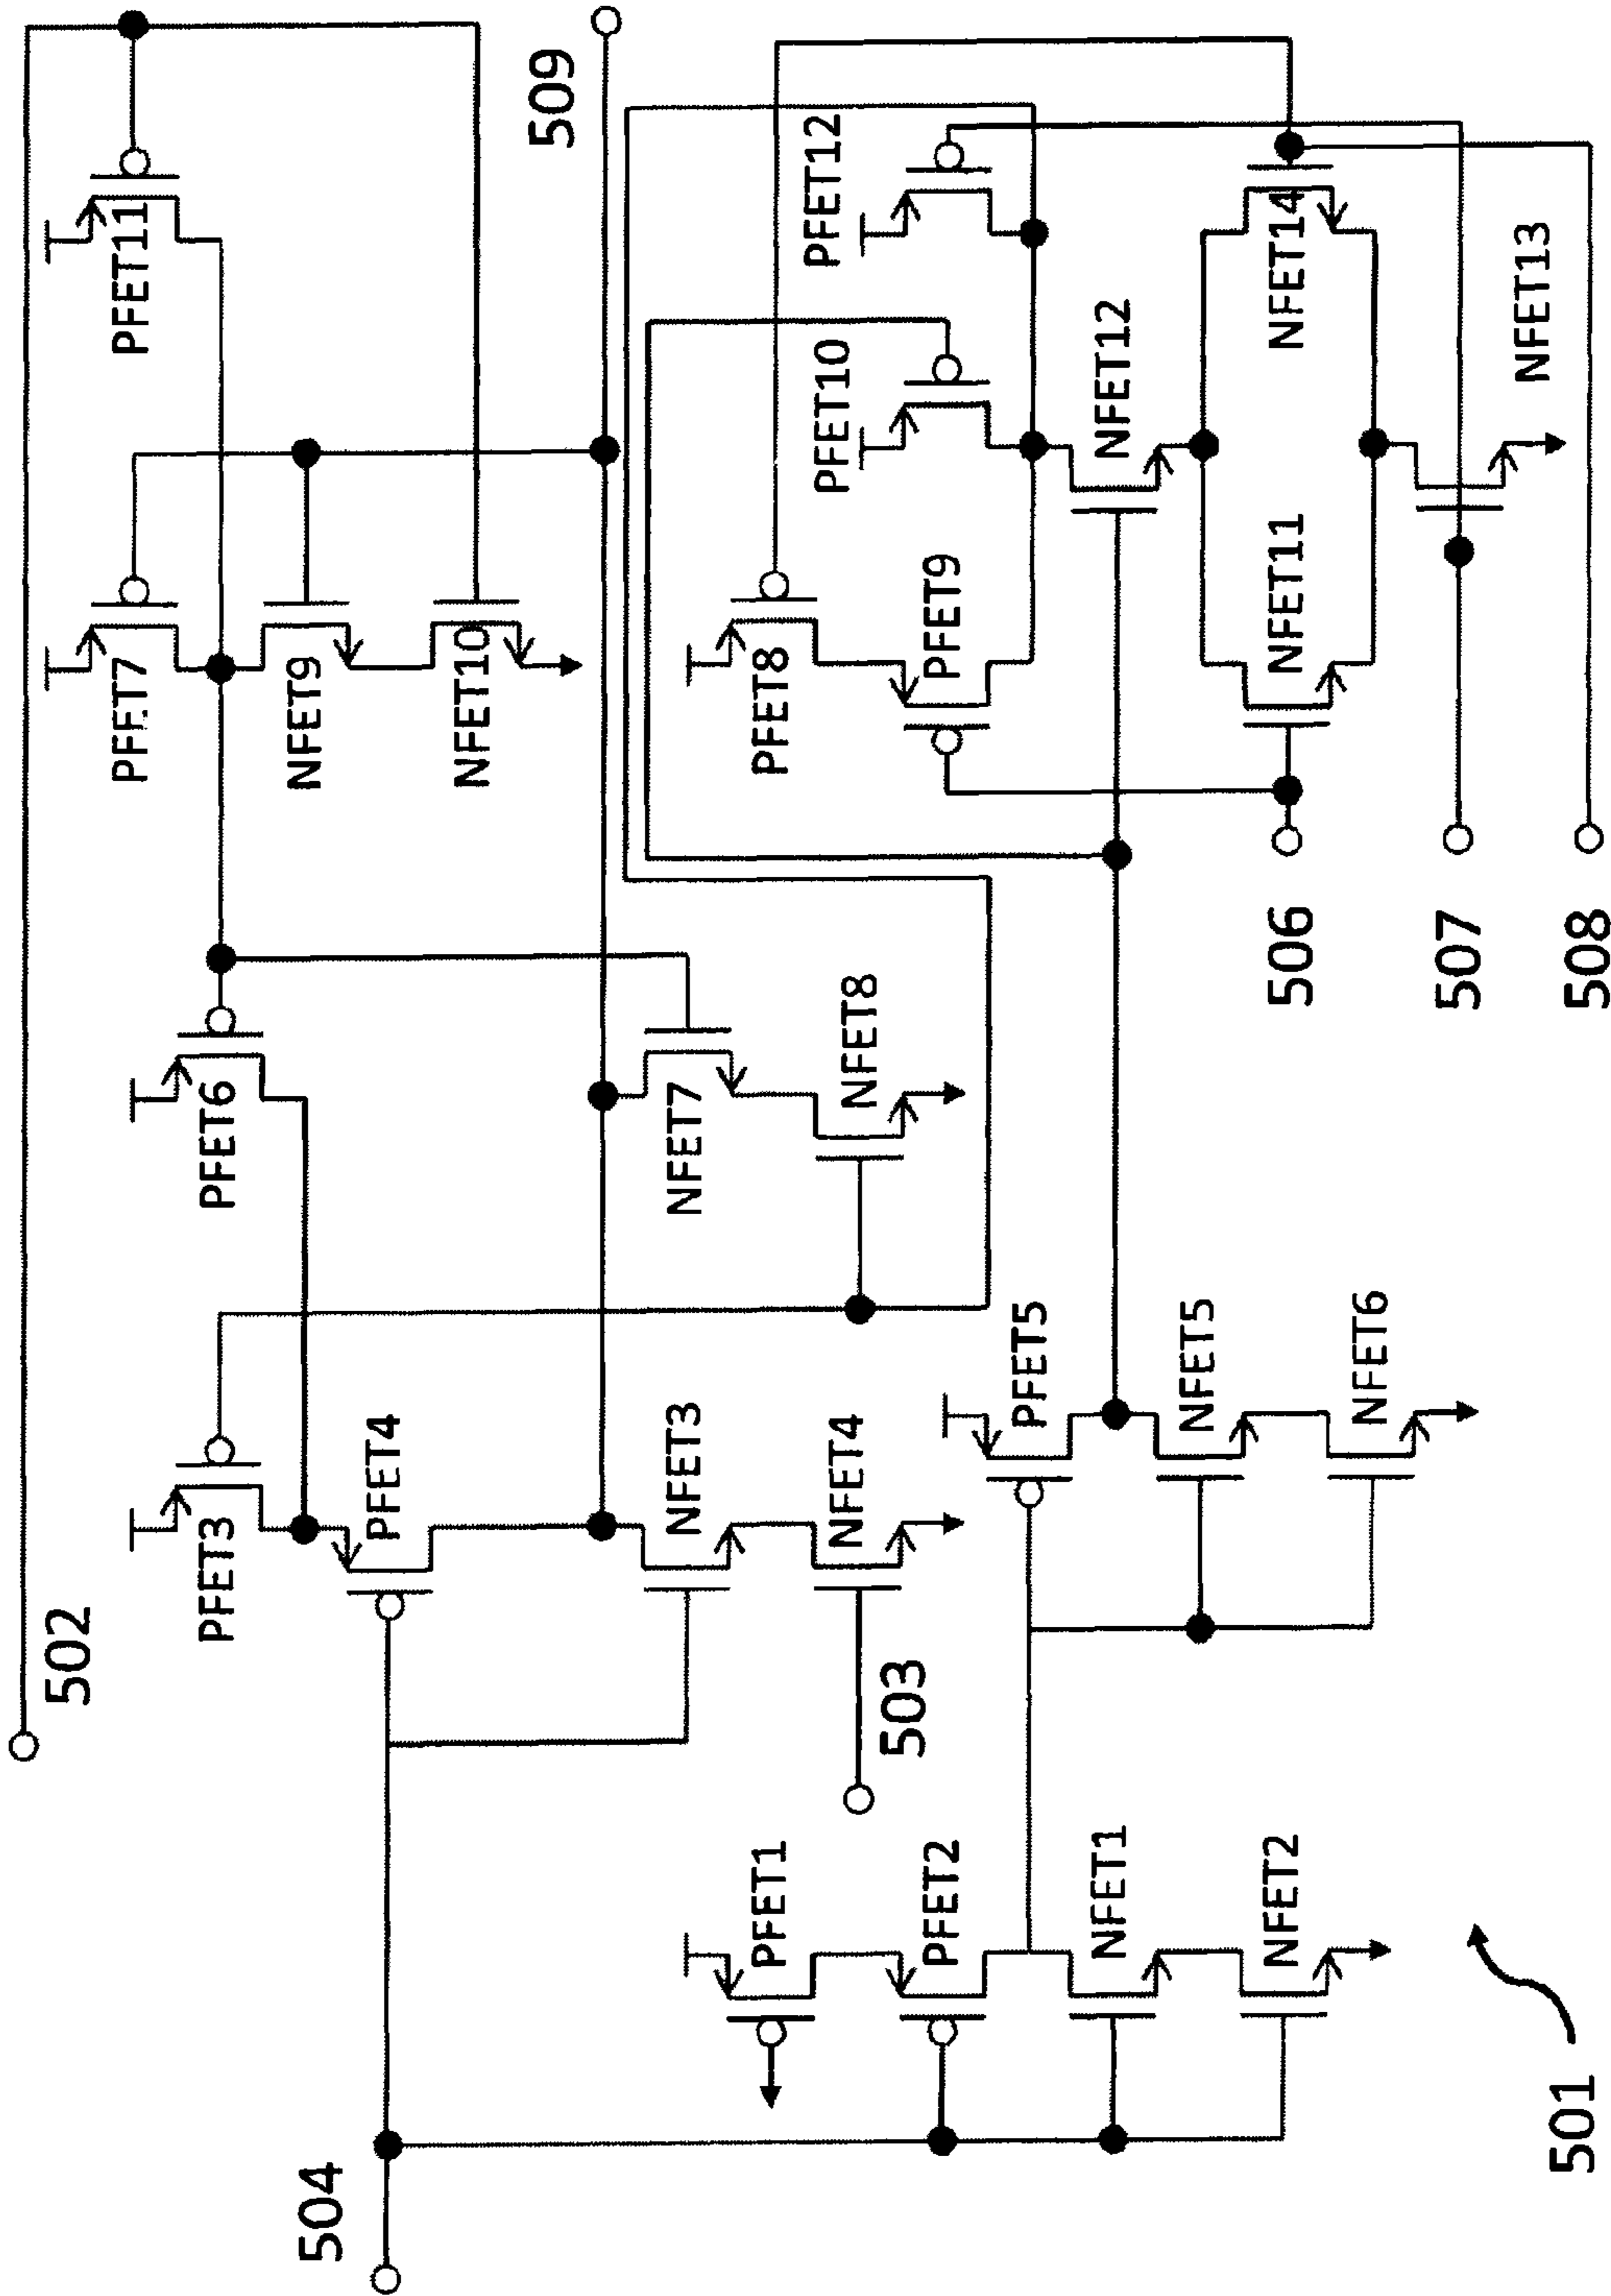 502
PFET11
PFET7
NFET9
NFET10
509
PFET6
PFET3
PFET4
NFET3
NFET4
503
NFET7
NFET8
504
PFET12
PFET10
PFET8
PFET9
NFET12
NFET14
NFET11
NFET13
506
507
508
PFET5
NFET5
NFET6
PFET1
PFET2
NFET1
NFET2
501